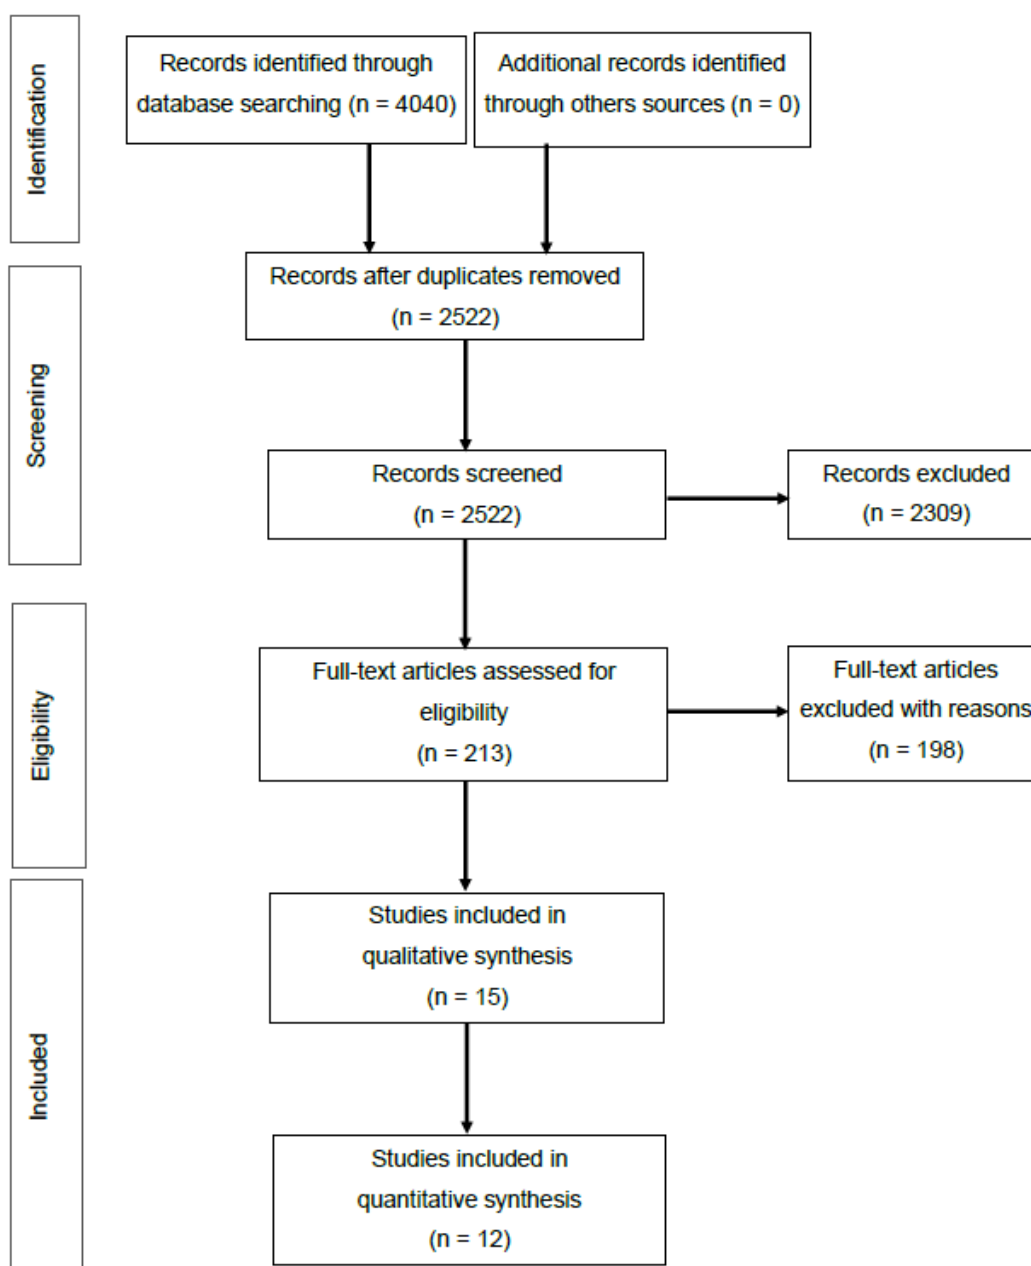 Identification
Records identified through
database searching (n = 4040)
Additional records identified
through others sources (n = 0)
Screening
Records after duplicates removed
(n = 2522)
Records screened
(n = 2522)
Records excluded
(n = 2309)
Eligibility
Full-text articles assessed for
eligibility
(n = 213)
Full-text articles
excluded with reasons
(n = 198)
Included
Studies included in
qualitative synthesis
(n = 15)
Studies included in
quantitative synthesis
(n = 12)